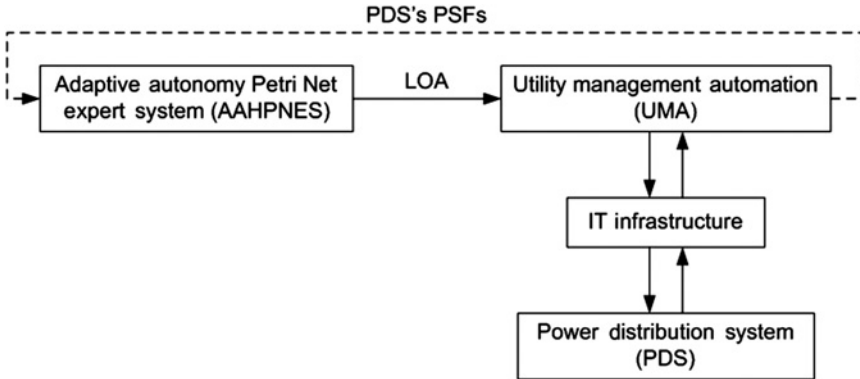 PDS's PSFs
Adaptive autonomy Petri Net
expert system (AAHPNES)
LOA
Utility management automation
(UMA)
IT infrastructure
Power distribution system
(PDS)